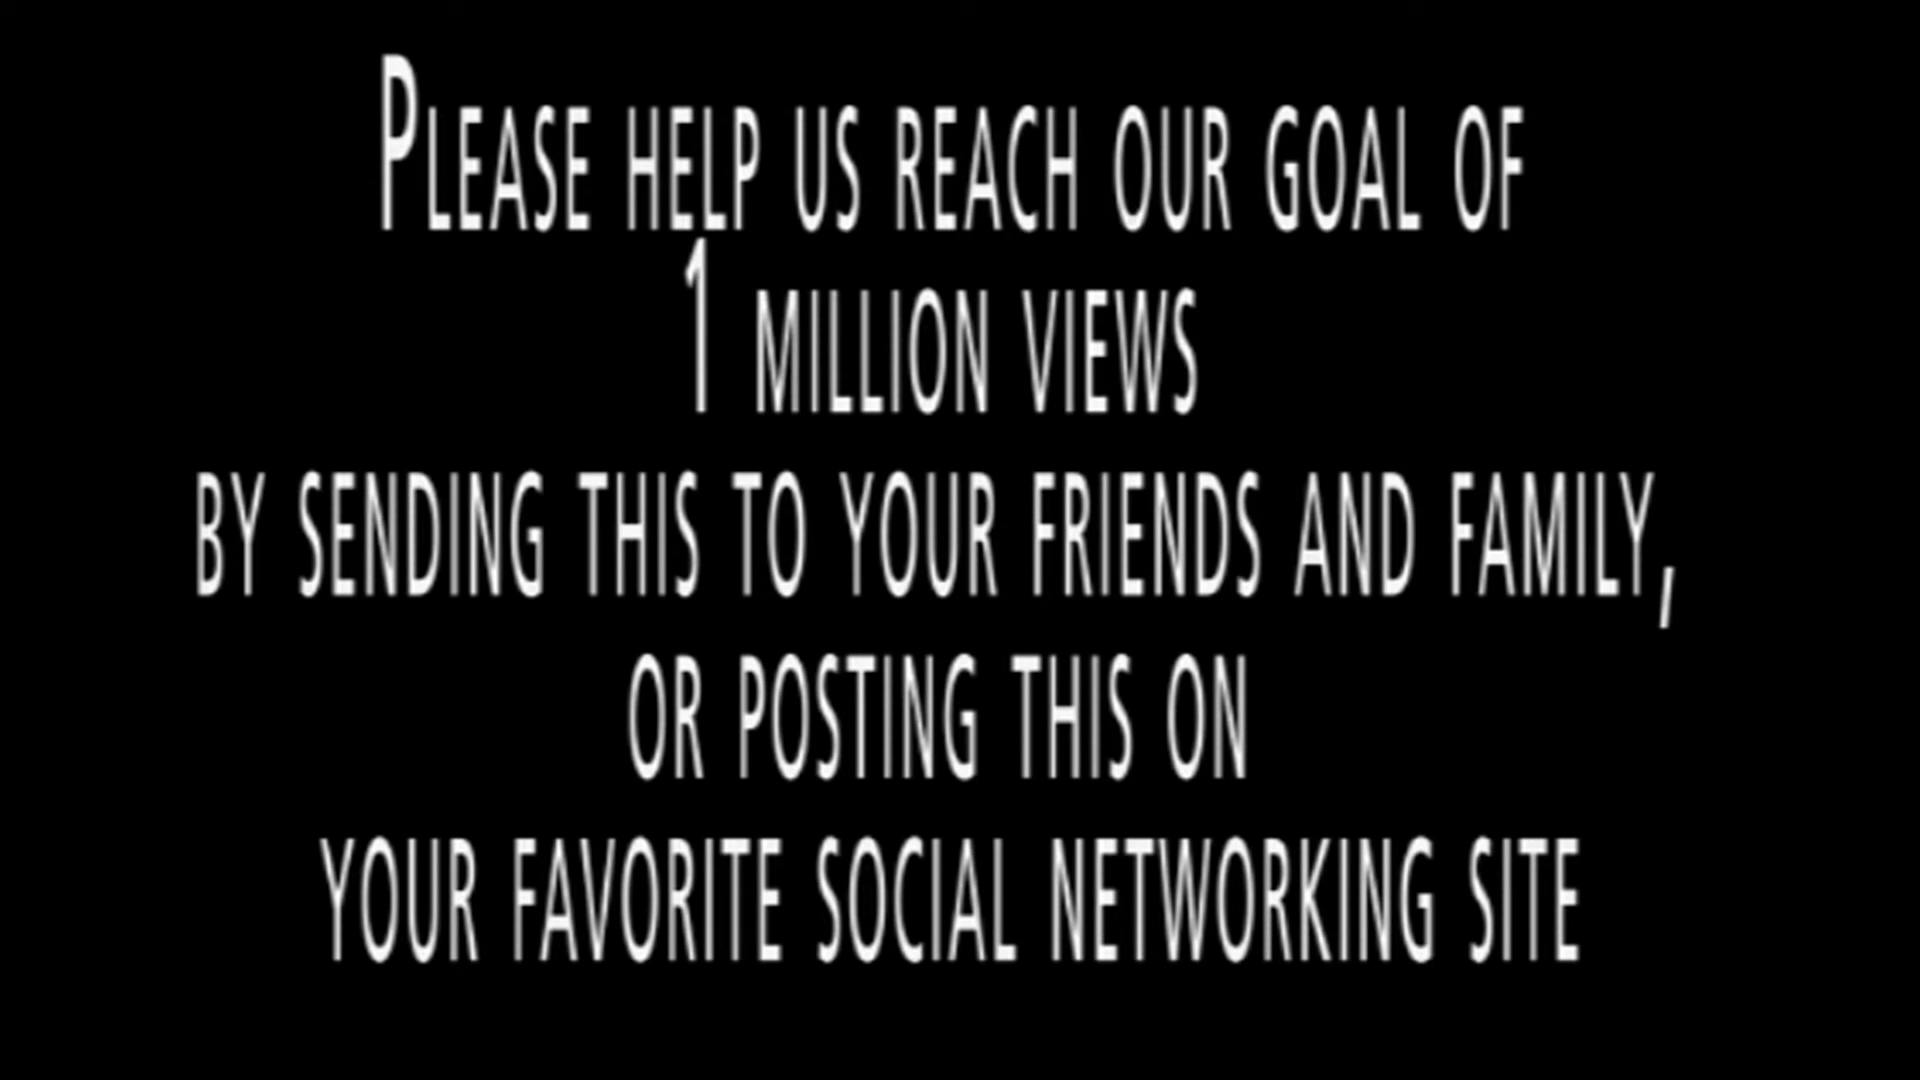 Please help us reach our goal of
1 million views
by sending this to your friends and family,
or posting this on
your favorite social networking site